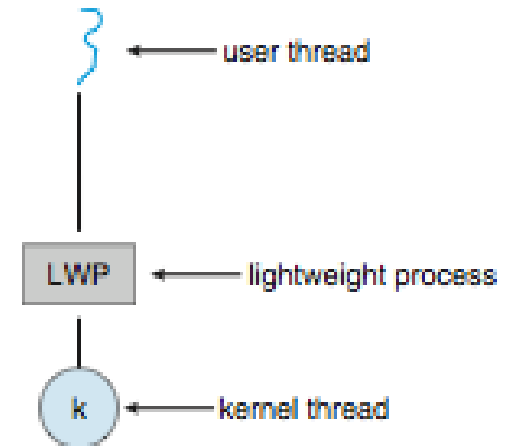 user thread
LWP
lightweight process
k
kernel thread